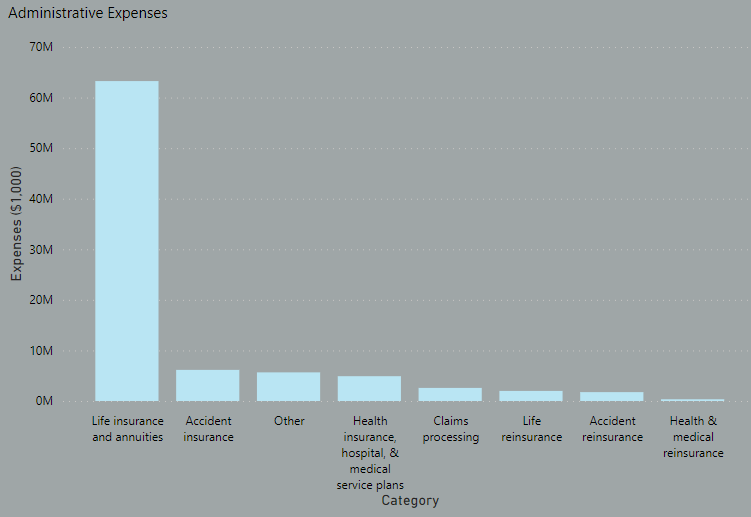 Administrative Expenses
70M
60M
50M
40M
30M
20M
10M
0M
Expenses ($1,000)
Life insurance
and annuities
Accident
insurance
Other
Health
insurance,
hospital, &
medical
service plans
Claims
processing
Life
reinsurance
Accident
reinsurance
Health &
medical
reinsurance
Category